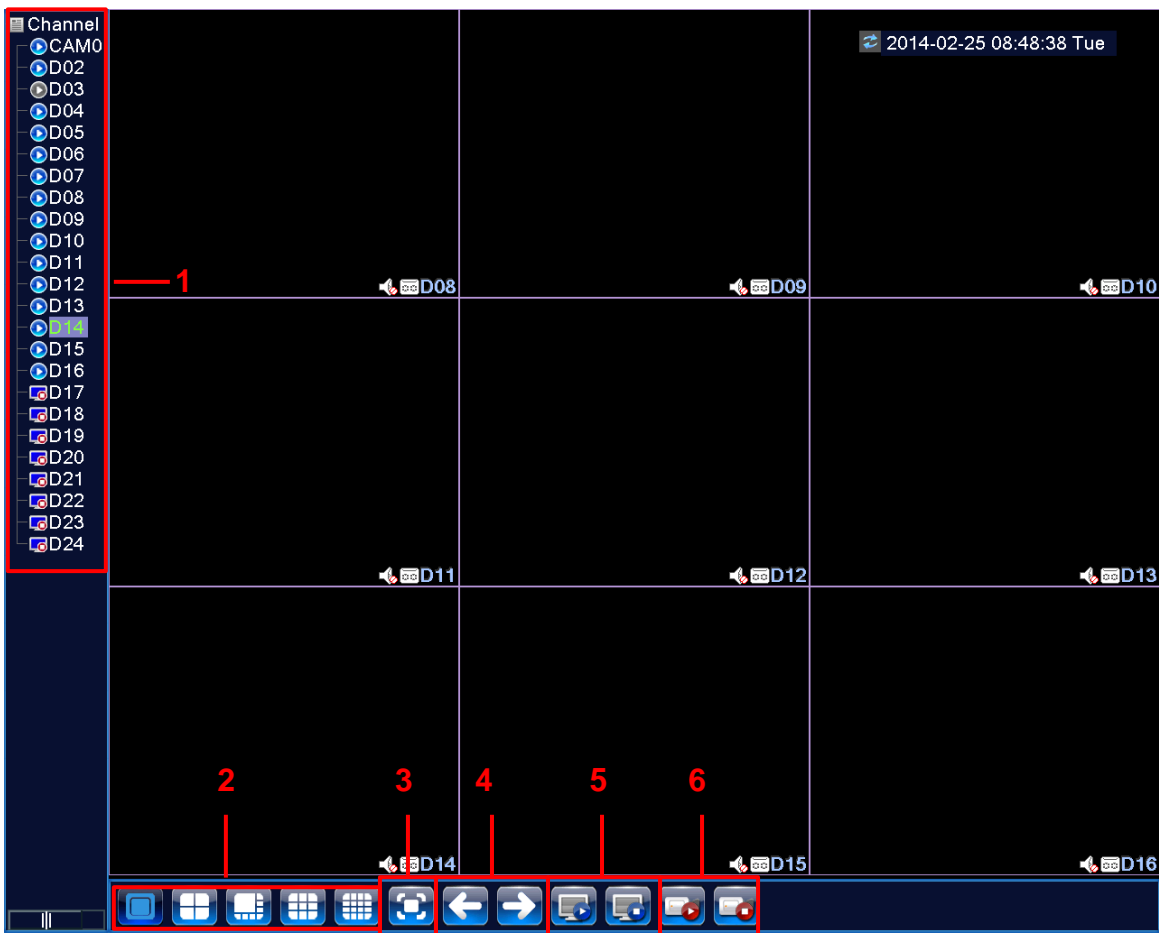 Channel
CAM0
D02
D03
D04
D05
D06
D07
D08
D09
D10
D11
D12
D13
D14
D15
D16
D17
D18
D19
D20
D21
D22
D23
D24
2014-02-25 08:48:38 Tue
1
D08 D09 D10
D11 D12 D13
2 3 4 5 6
D14 D15 D16